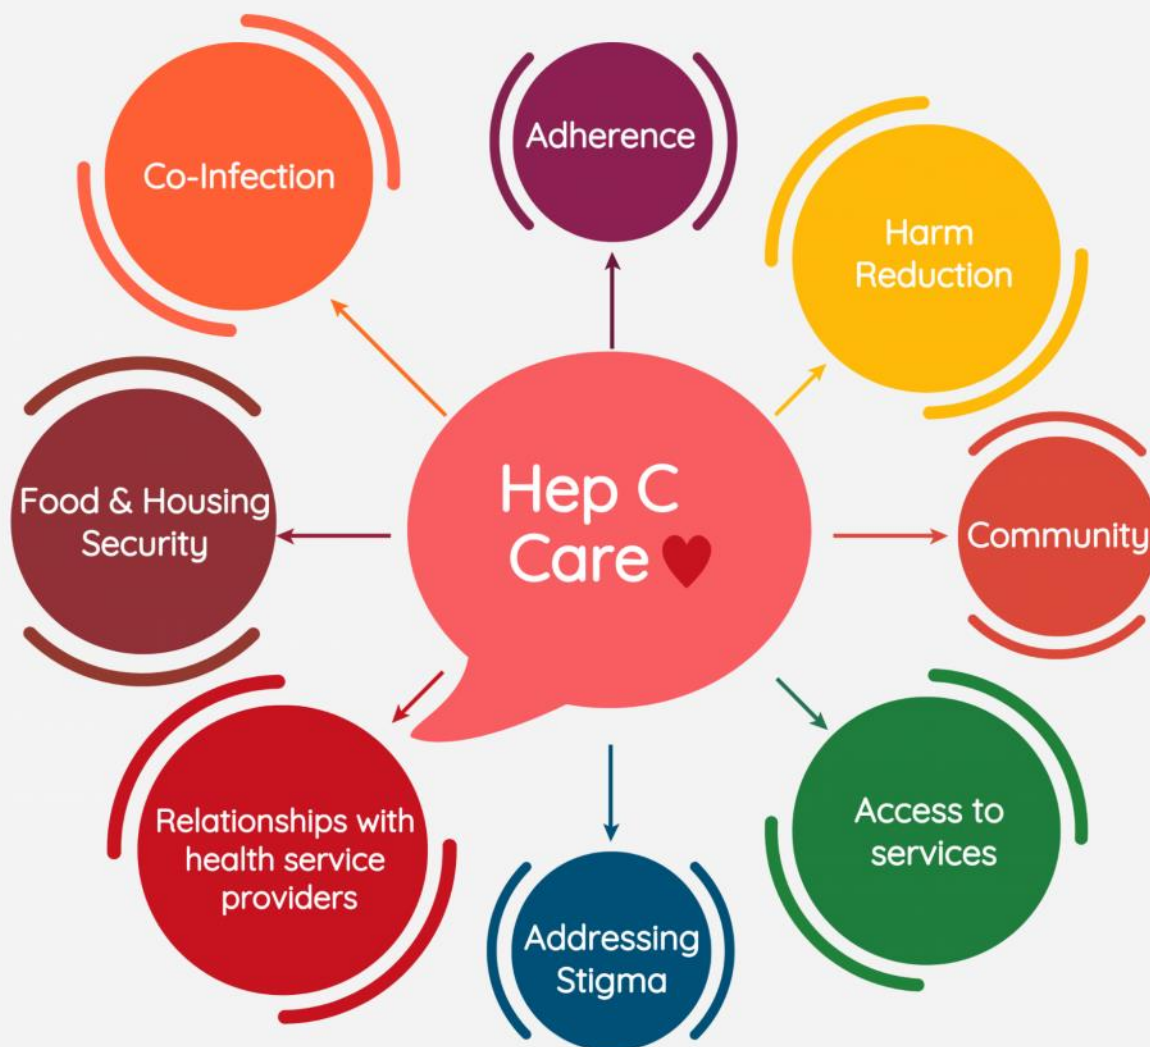 Adherence
Co-Infection
Harm
Reduction
Hep C
Care
Food & Housing
Security
Community
Relationships with
health service
providers
Access to
services
Addressing
Stigma